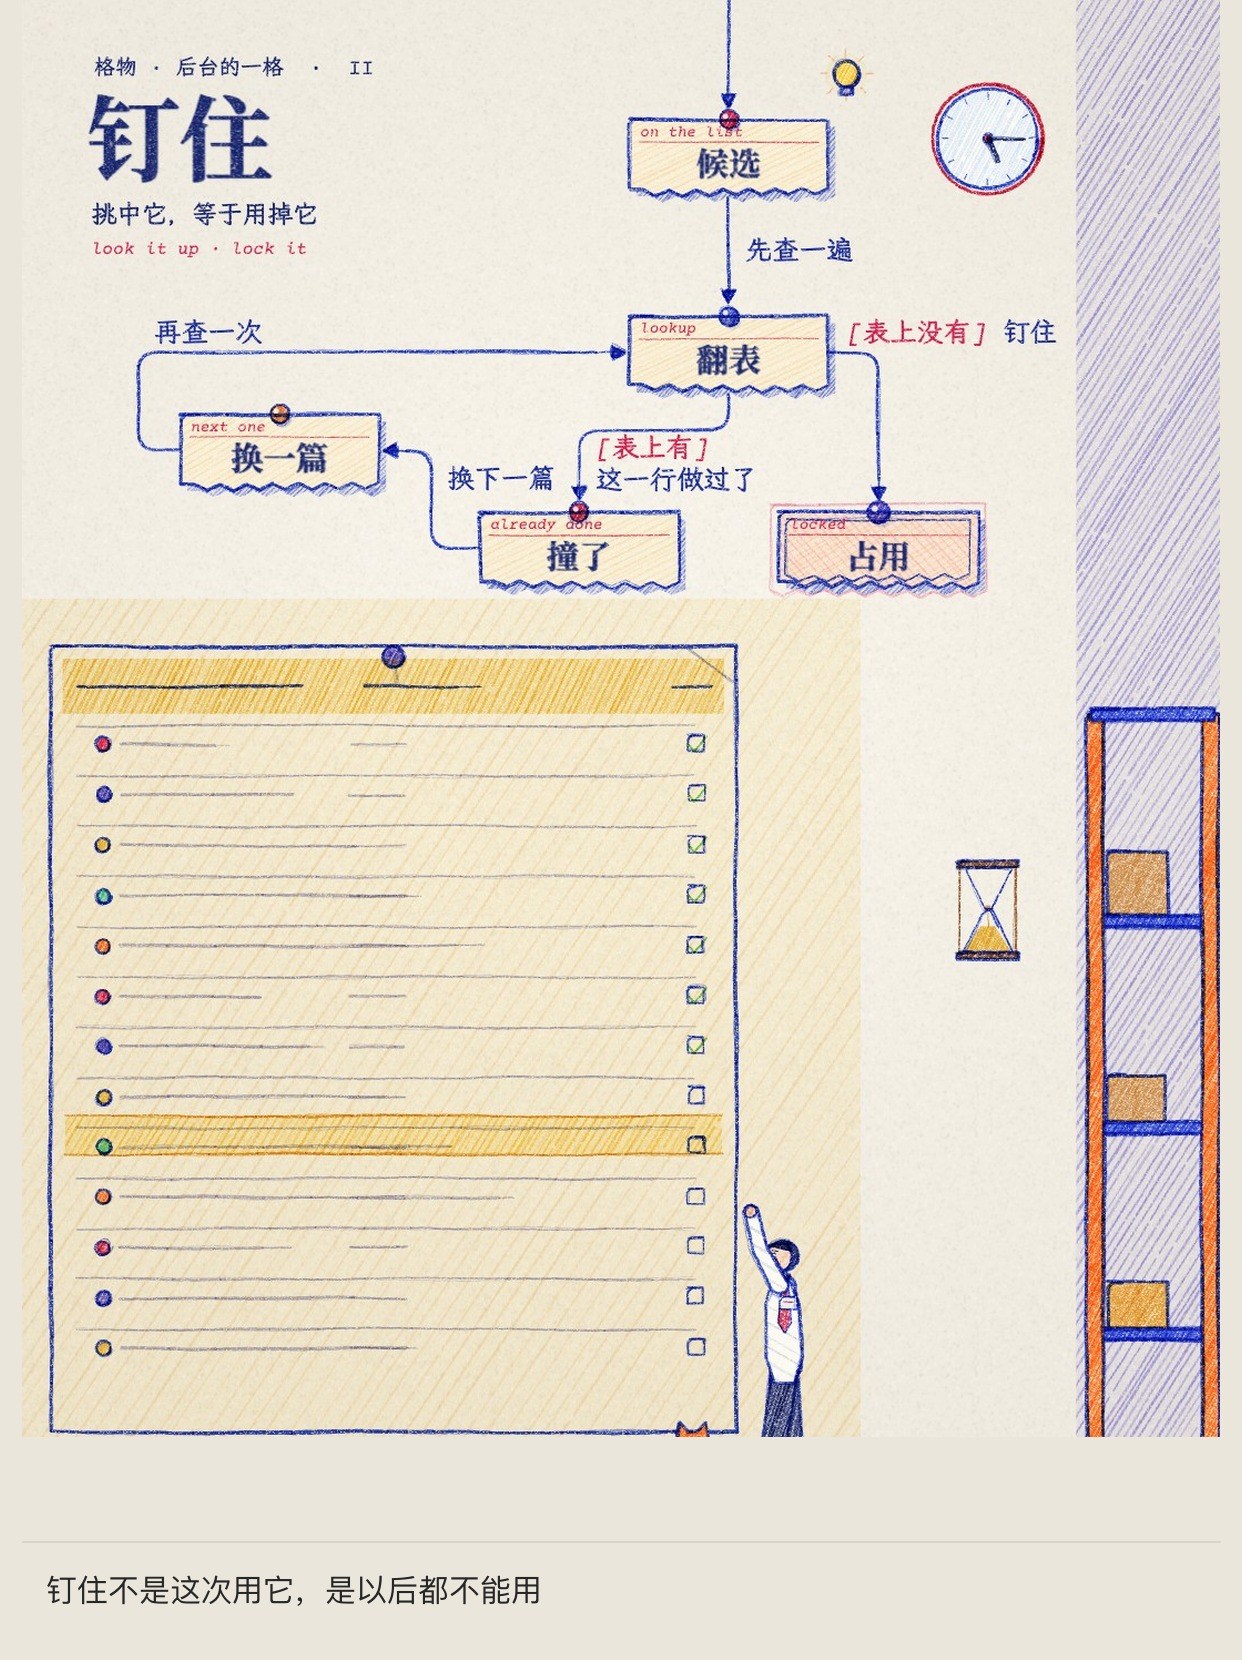 格物 · 后台的一格 · II
钉住
挑中它，等于用掉它
look it up · lock it
on the list
候选
先查一遍
再查一次
lookup
翻表
[表上没有] 钉住
next one
换一篇
[表上有]
换下一篇
这一行做过了
already done
撞了
locked
占用
钉住不是这次用它，是以后都不能用